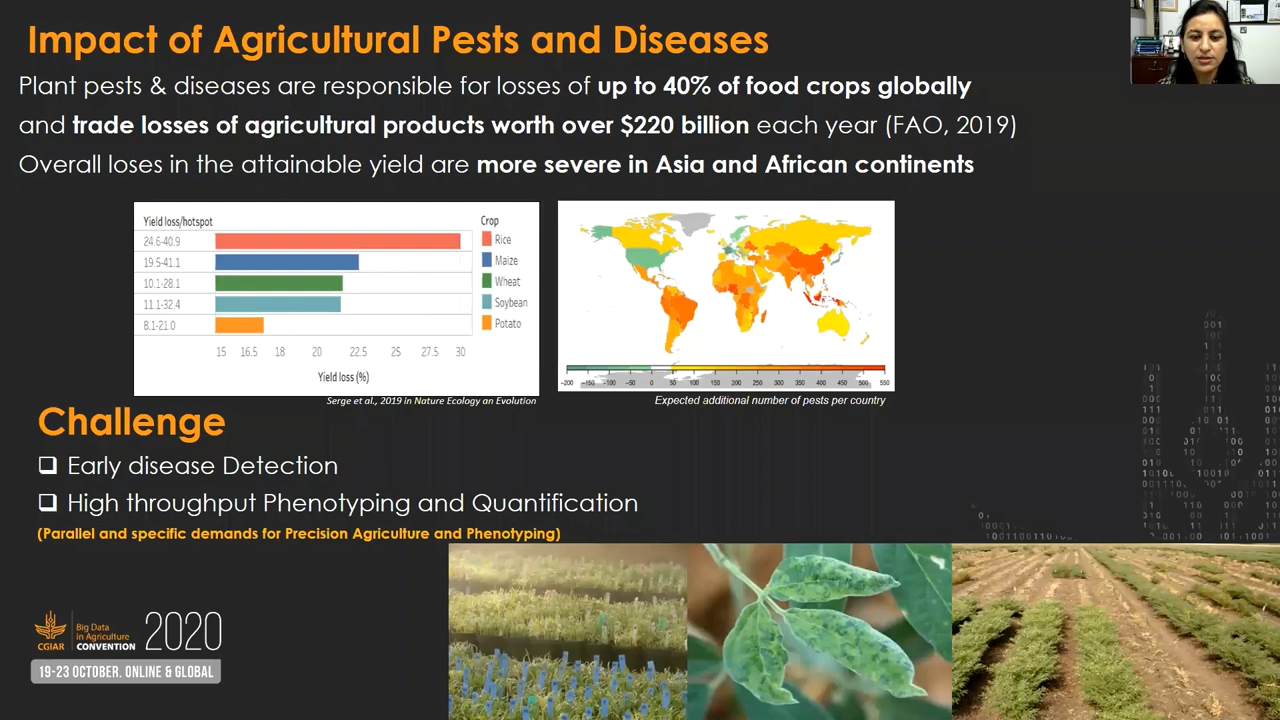 Impact of Agricultural Pests and Diseases
Plant pests & diseases are responsible for losses of up to 40% of food crops globally
and trade losses of agricultural products worth over $220 billion each year (FAO, 2019)
Overall loses in the attainable yield are more severe in Asia and African continents
Yield loss/hotspot
Crop
24.6-40.9
Rice
19.5-41.1
Maize
10.1-28.1
Wheat
11.1-32.4
Soybean
8.1-21.0
Potato
15 16.5 18 20 22.5 25 27.5 30
Yield loss (%)
Serge et al., 2019 in Nature Ecology an Evolution
-200 -150 -100 -50 0 50 100 150 200 250 300 350 400 450 500 550
Expected additional number of pests per country
Challenge
Early disease Detection
High throughput Phenotyping and Quantification
(Parallel and specific demands for Precision Agriculture and Phenotyping)
CGIAR
Big Data
in Agriculture
CONVENTION
2020
19-23 OCTOBER. ONLINE & GLOBAL